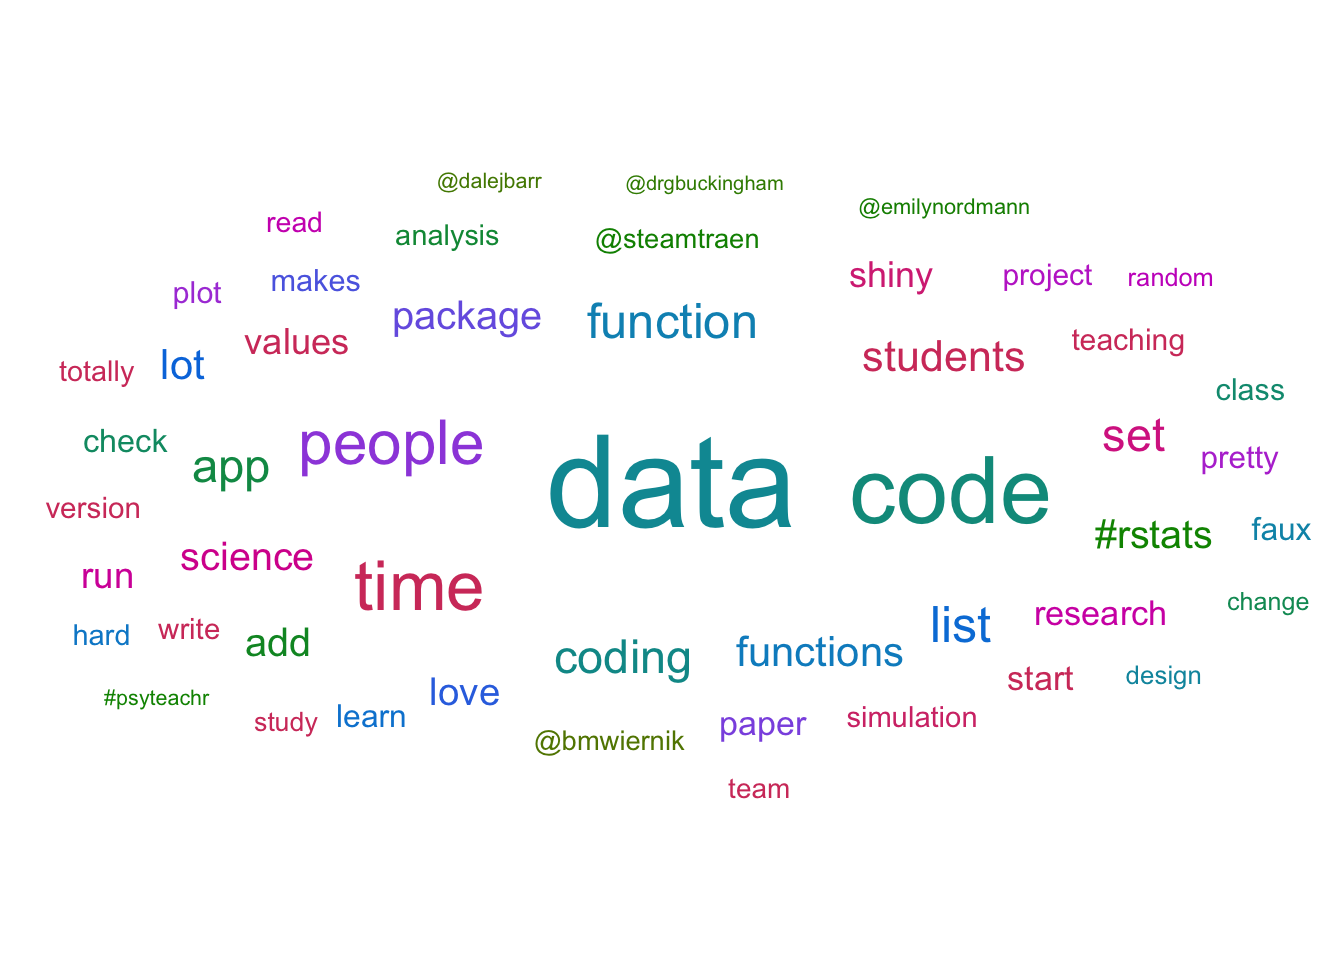 @dalejbarr
@drgbuckingham
@emilynordmann
read
analysis
@steamtraen
makes
shiny
project
random
plot
package
function
values
students
teaching
totally
lot
class
check
app
people
data
code
set
pretty
version
science
#rstats
faux
run
time
hard
write
add
coding
functions
list
research
change
#psyteachr
study
learn
love
start
design
@bmwiernik
paper
simulation
team